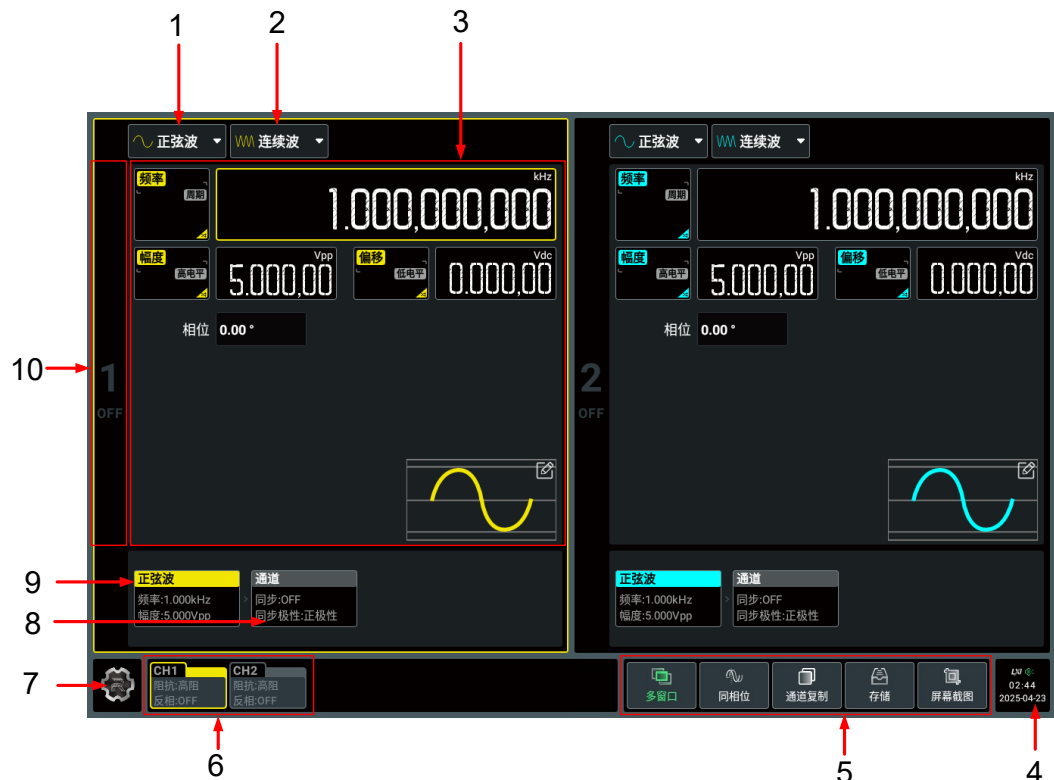 1
2
3
正弦波
连续波
正弦波
连续波
频率
周期
kHz
1.000,000,000
频率
周期
kHz
1.000,000,000
幅度
高电平
Vpp
5.000,00
偏移
低电平
Vdc
0.000,00
幅度
高电平
Vpp
5.000,00
偏移
低电平
Vdc
0.000,00
相位 0.00 °
相位 0.00 °
10
1
OFF
2
OFF
9
正弦波
频率:1.000kHz
幅度:5.000Vpp
>
通道
同步:OFF
同步极性:正极性
正弦波
频率:1.000kHz
幅度:5.000Vpp
>
通道
同步:OFF
同步极性:正极性
8
7
CH1
阻抗:高阻
反相:OFF
CH2
阻抗:高阻
反相:OFF
多窗口
同相位
通道复制
存储
屏幕截图
LXI
02:44
2025-04-23
6
5
4